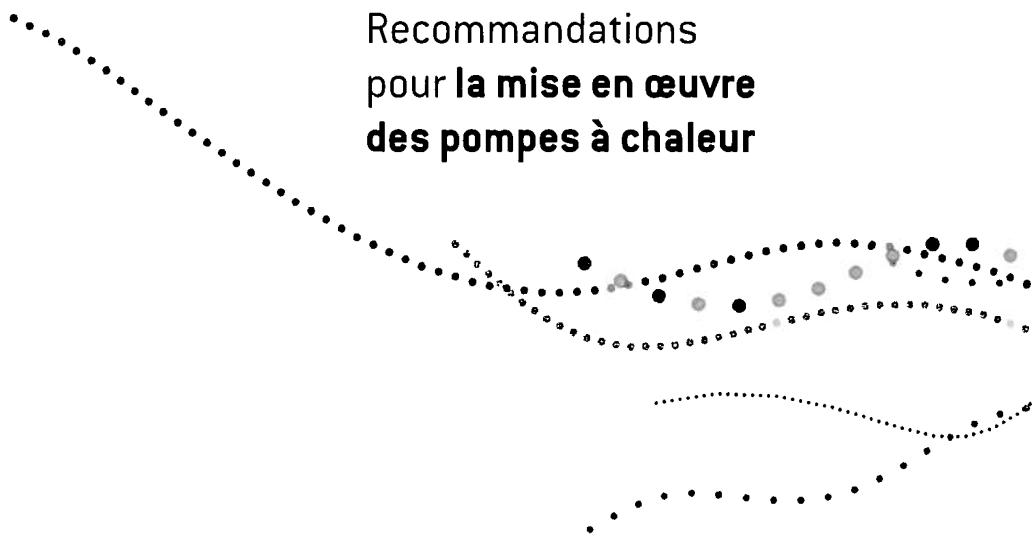 Recommandations
pour la mise en œuvre
des pompes à chaleur